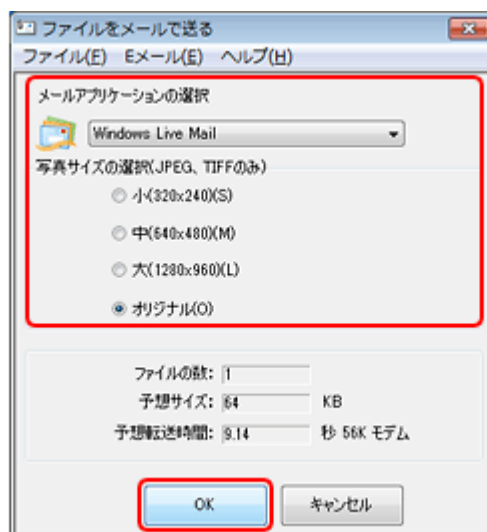 ファイルをメールで送る
ファイル(F) Eメール(E) ヘルプ(H)
メールアプリケーションの選択
Windows Live Mail
写真サイズの選択(JPEG、TIFFのみ)
小(320x240)(S)
中(640x480)(M)
大(1280x960)(L)
オリジナル(O)
ファイルの数: 1
予想サイズ: 64 KB
予想転送時間: 9.14 秒 56K モデム
OK キャンセル